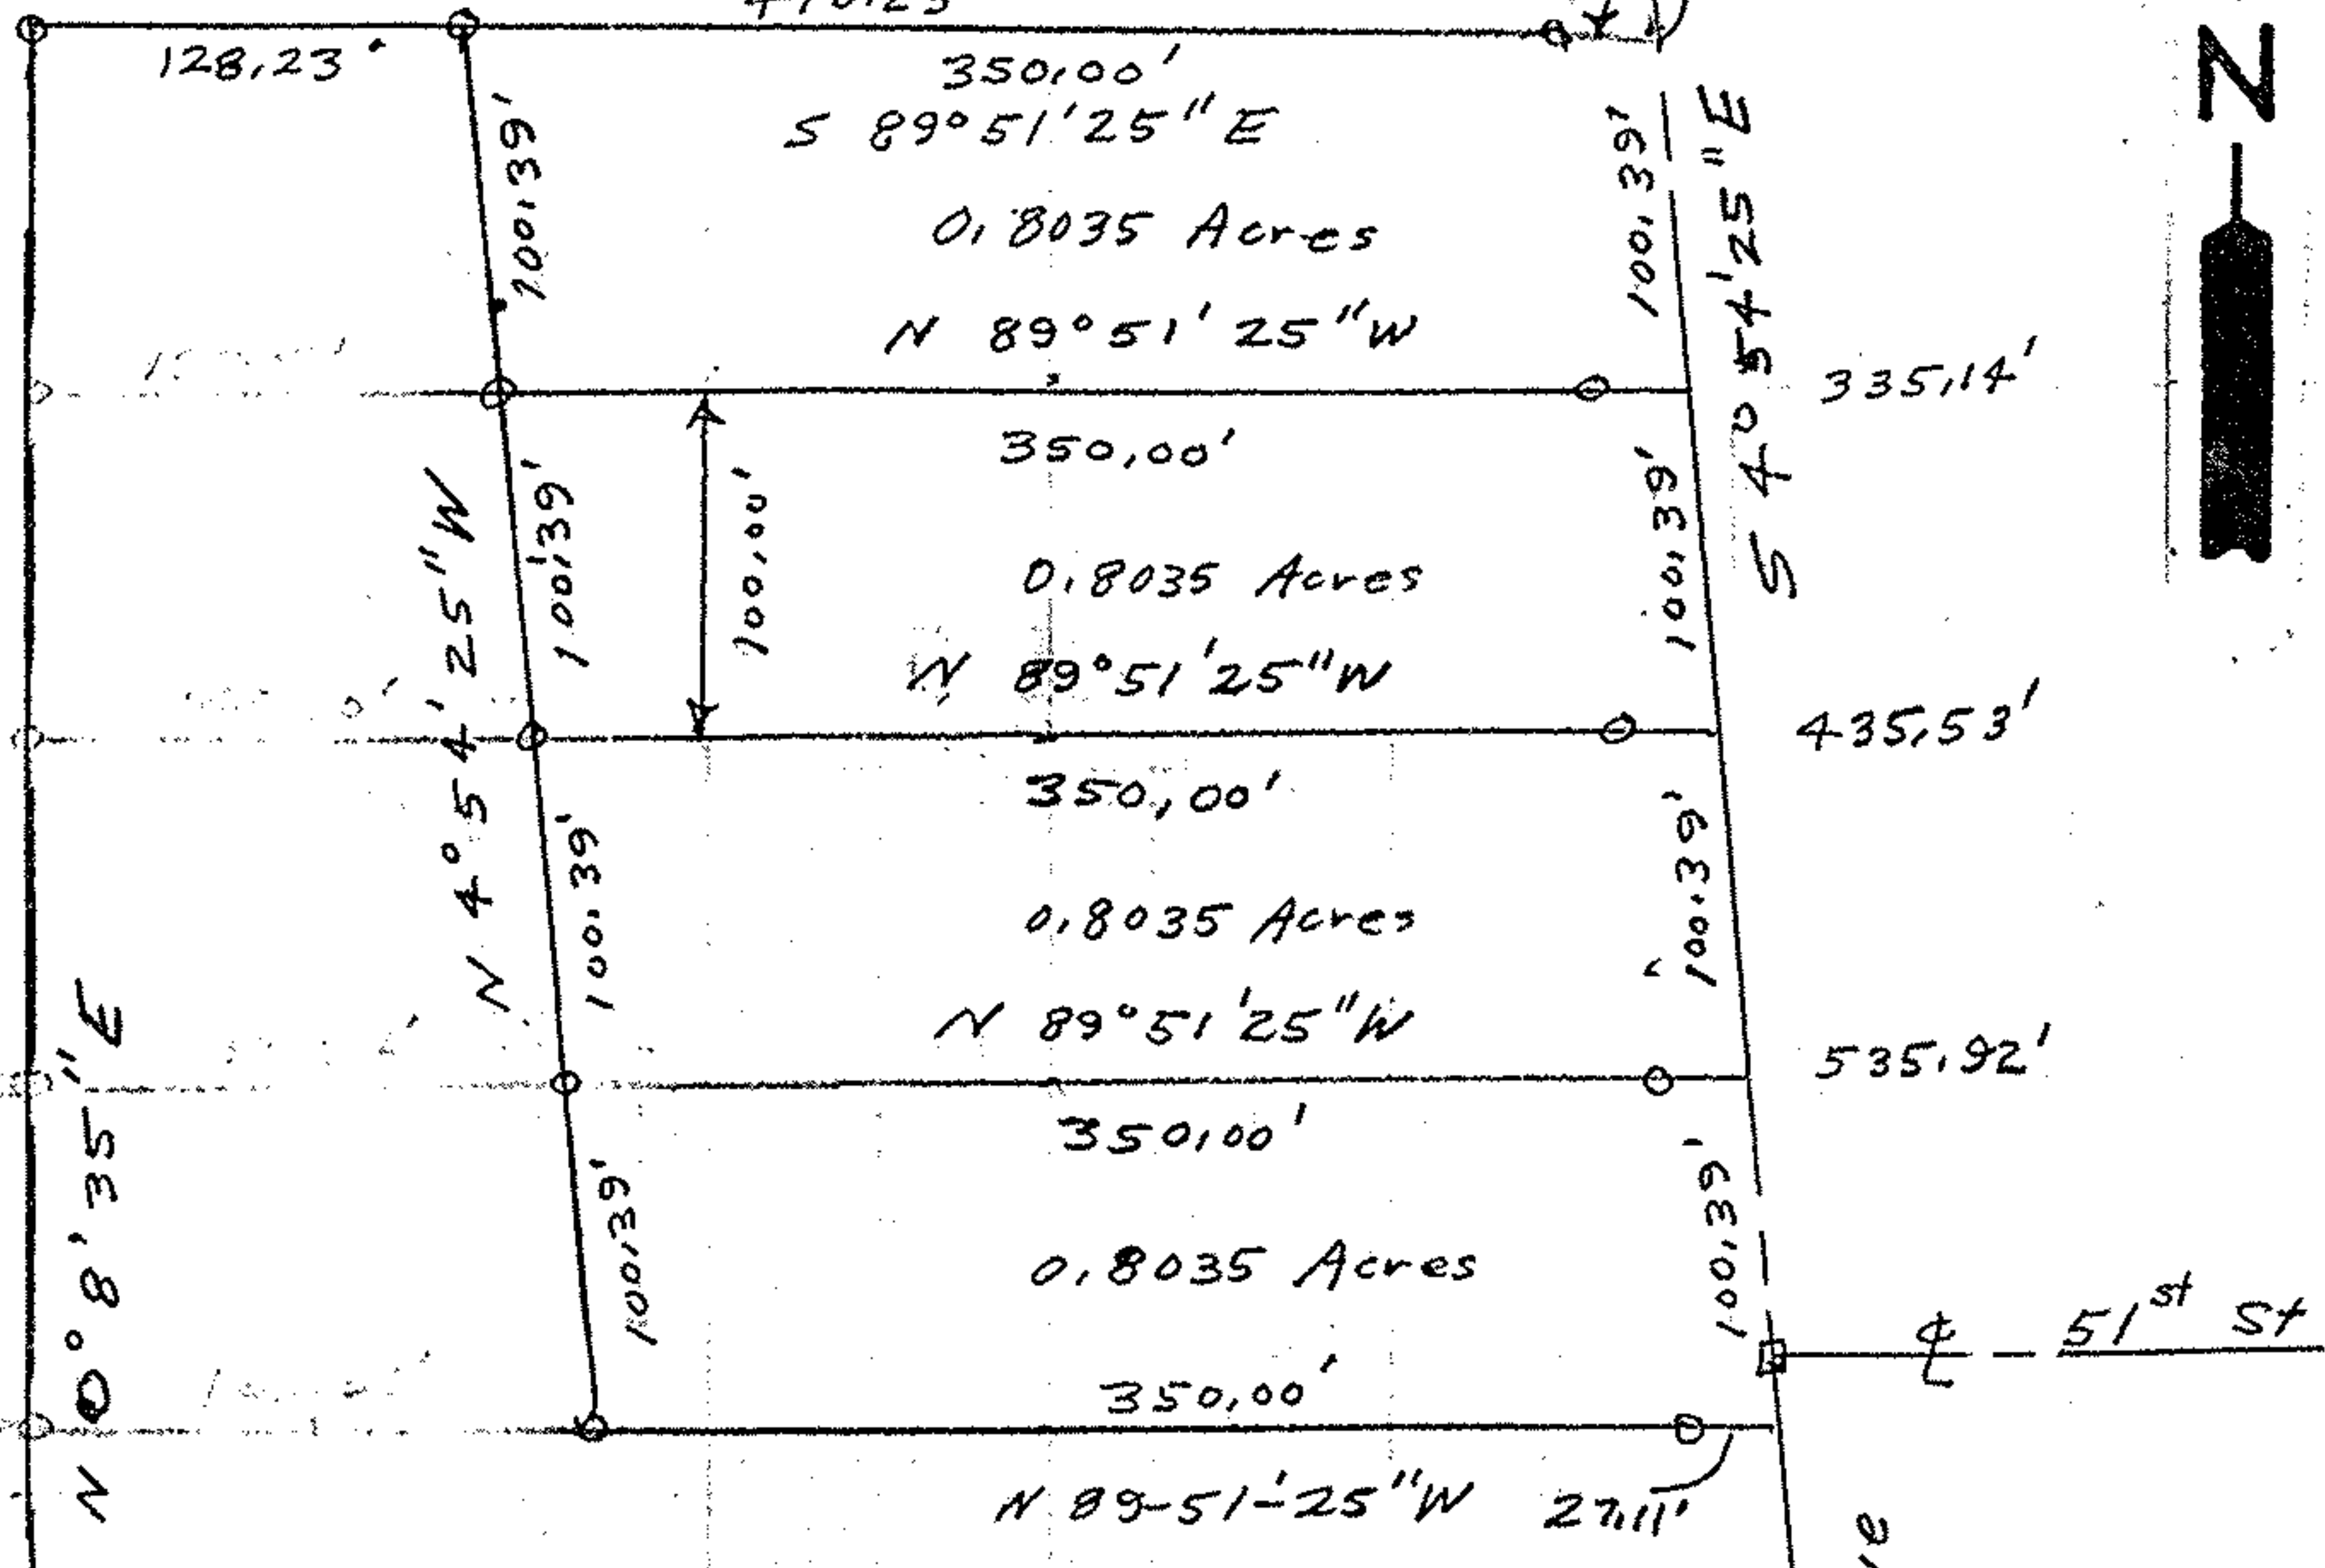 128.23'
350.00'
S 89°51'25" E
N
100.39'
100.39'
S 4°54'25"E
0.8035 Acres
N 89°51'25"W
335.14'
350.00'
N 4°54'25"W
100.39'
100.00'
100.39'
0.8035 Acres
N 89°51'25"W
435.53'
350.00'
100.39'
100.39'
0.8035 Acres
N 89°51'25"W
535.92'
N 0°8'35"E
350.00'
100.39'
100.39'
0.8035 Acres
℄ 51st St
350.00'
N 89-51'-25"W 27.11'